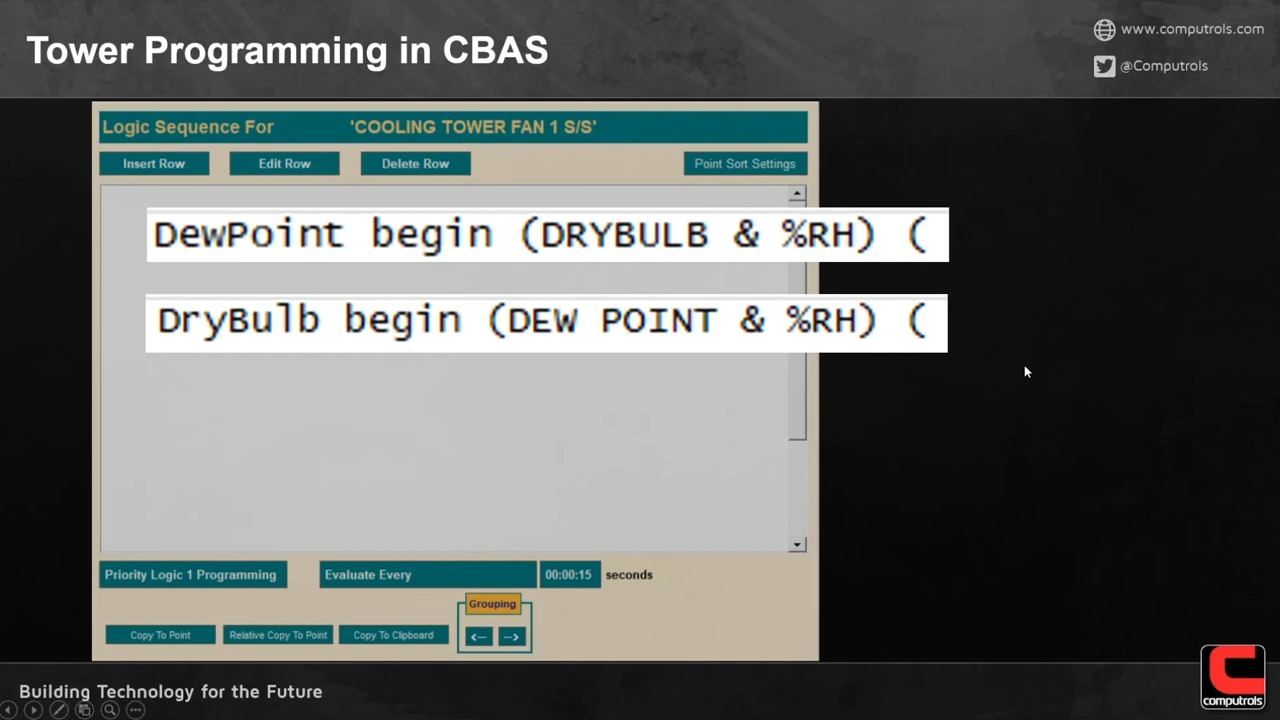 Tower Programming in CBAS
www.computrols.com
@Computrols
Logic Sequence For 'COOLING TOWER FAN 1 S/S'
Insert Row Edit Row Delete Row Point Sort Settings
DewPoint begin (DRYBULB & %RH) (
DryBulb begin (DEW POINT & %RH) (
Priority Logic 1 Programming Evaluate Every 00:00:15 seconds
Grouping
Copy To Point Relative Copy To Point Copy To Clipboard <-- -->
Building Technology for the Future
computrols